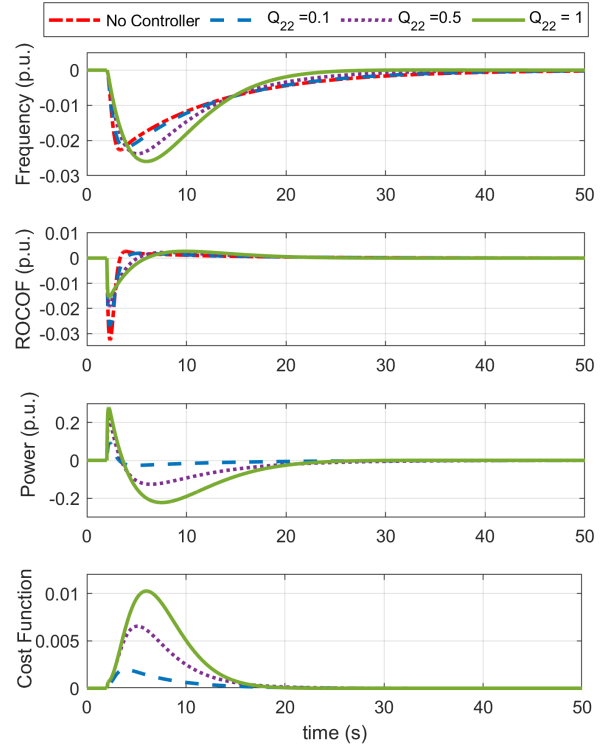 No Controller Q22 =0.1 Q22 =0.5 Q22 = 1
Frequency (p.u.)
0
-0.01
-0.02
-0.03
0 10 20 30 40 50
ROCOF (p.u.)
0.01
0
-0.01
-0.02
-0.03
0 10 20 30 40 50
Power (p.u.)
0.2
0
-0.2
0 10 20 30 40 50
Cost Function
0.01
0.005
0
0 10 20 30 40 50
time (s)